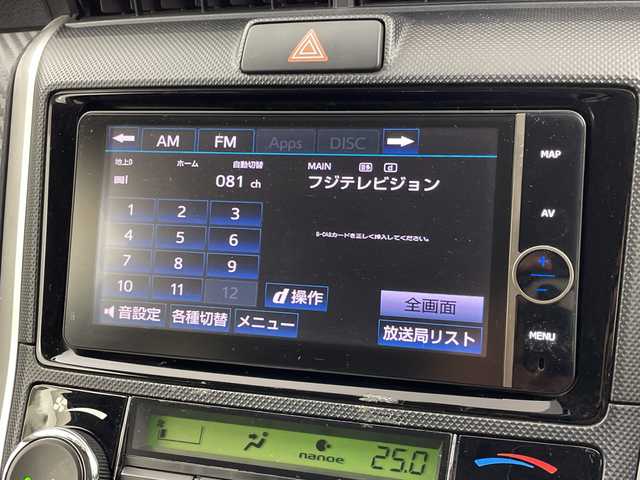 AM FM Apps DISC
地上D ホーム 自動切替 MAIN
081 ch フジテレビジョン
1 2 3
4 5 6
7 8 9
10 11 12
B-CASカードを正しく挿入してください。
d操作
全画面
音設定 各種切替 メニュー 放送局リスト
MAP
AV
+
−
MENU
nanoe 25.0